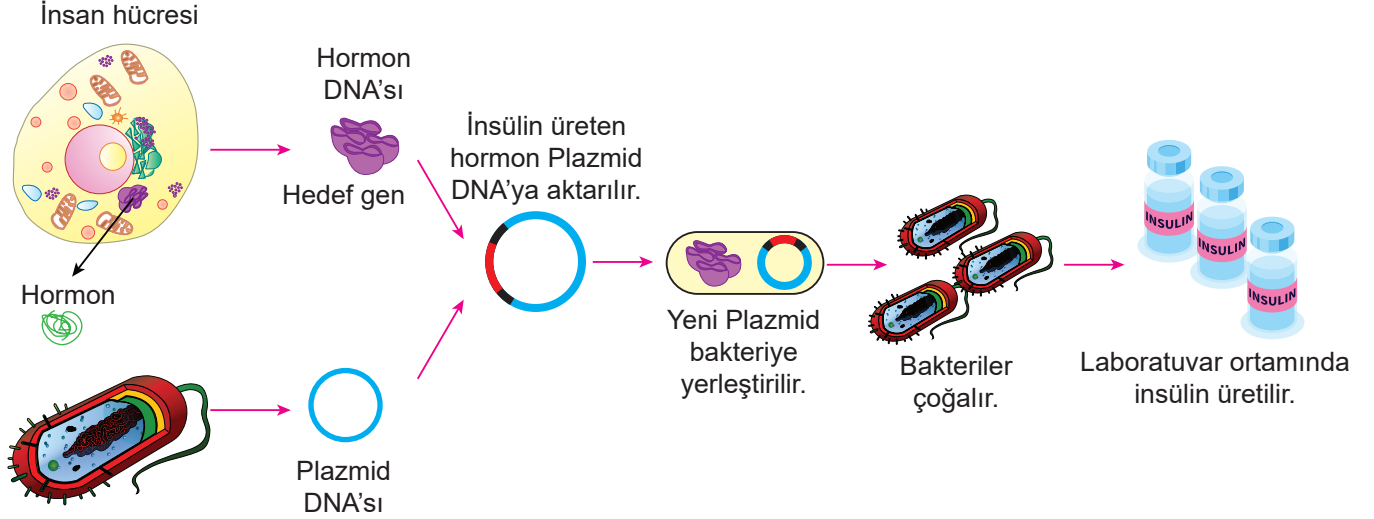 İnsan hücresi
Hormon
DNA’sı
Hedef gen
Hormon
Plazmid
DNA’sı
İnsülin üreten
hormon Plazmid
DNA’ya aktarılır.
Yeni Plazmid
bakteriye
yerleştirilir.
Bakteriler
çoğalır.
INSULIN
INSULIN
INSULIN
Laboratuvar ortamında
insülin üretilir.